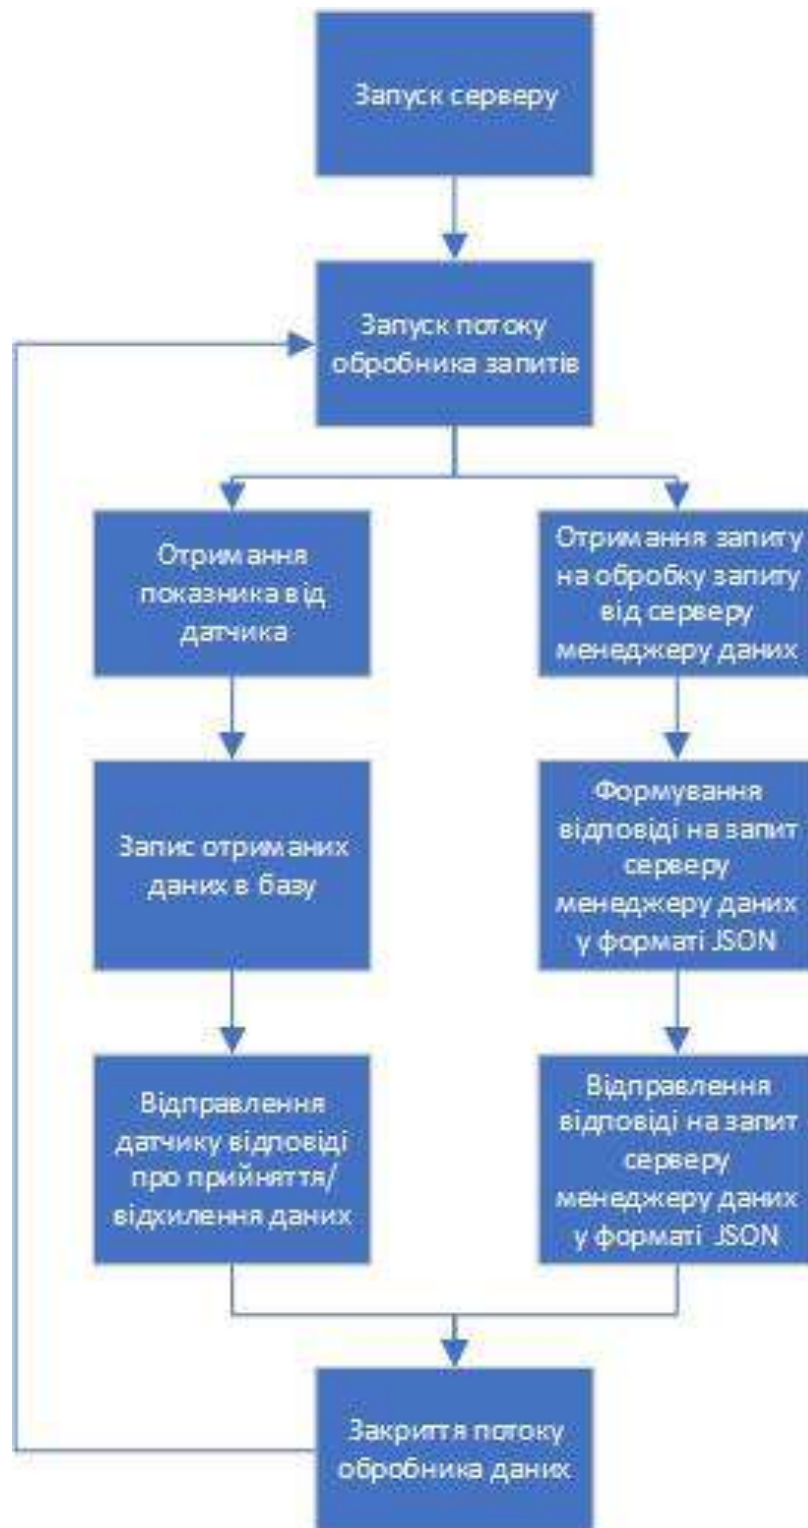 Запуск серверу
Запуск потоку
обробника запитів
Отримання
показника від
датчика
Отримання запиту
на обробку запиту
від серверу
менеджеру даних
Запис отриманих
даних в базу
Формування
відповіді на запит
серверу
менеджеру даних
у форматі JSON
Відправлення
датчику відповіді
про прийняття/
відхилення даних
Відправлення
відповіді на запит
серверу
менеджеру даних
у форматі JSON
Закриття потоку
обробника даних